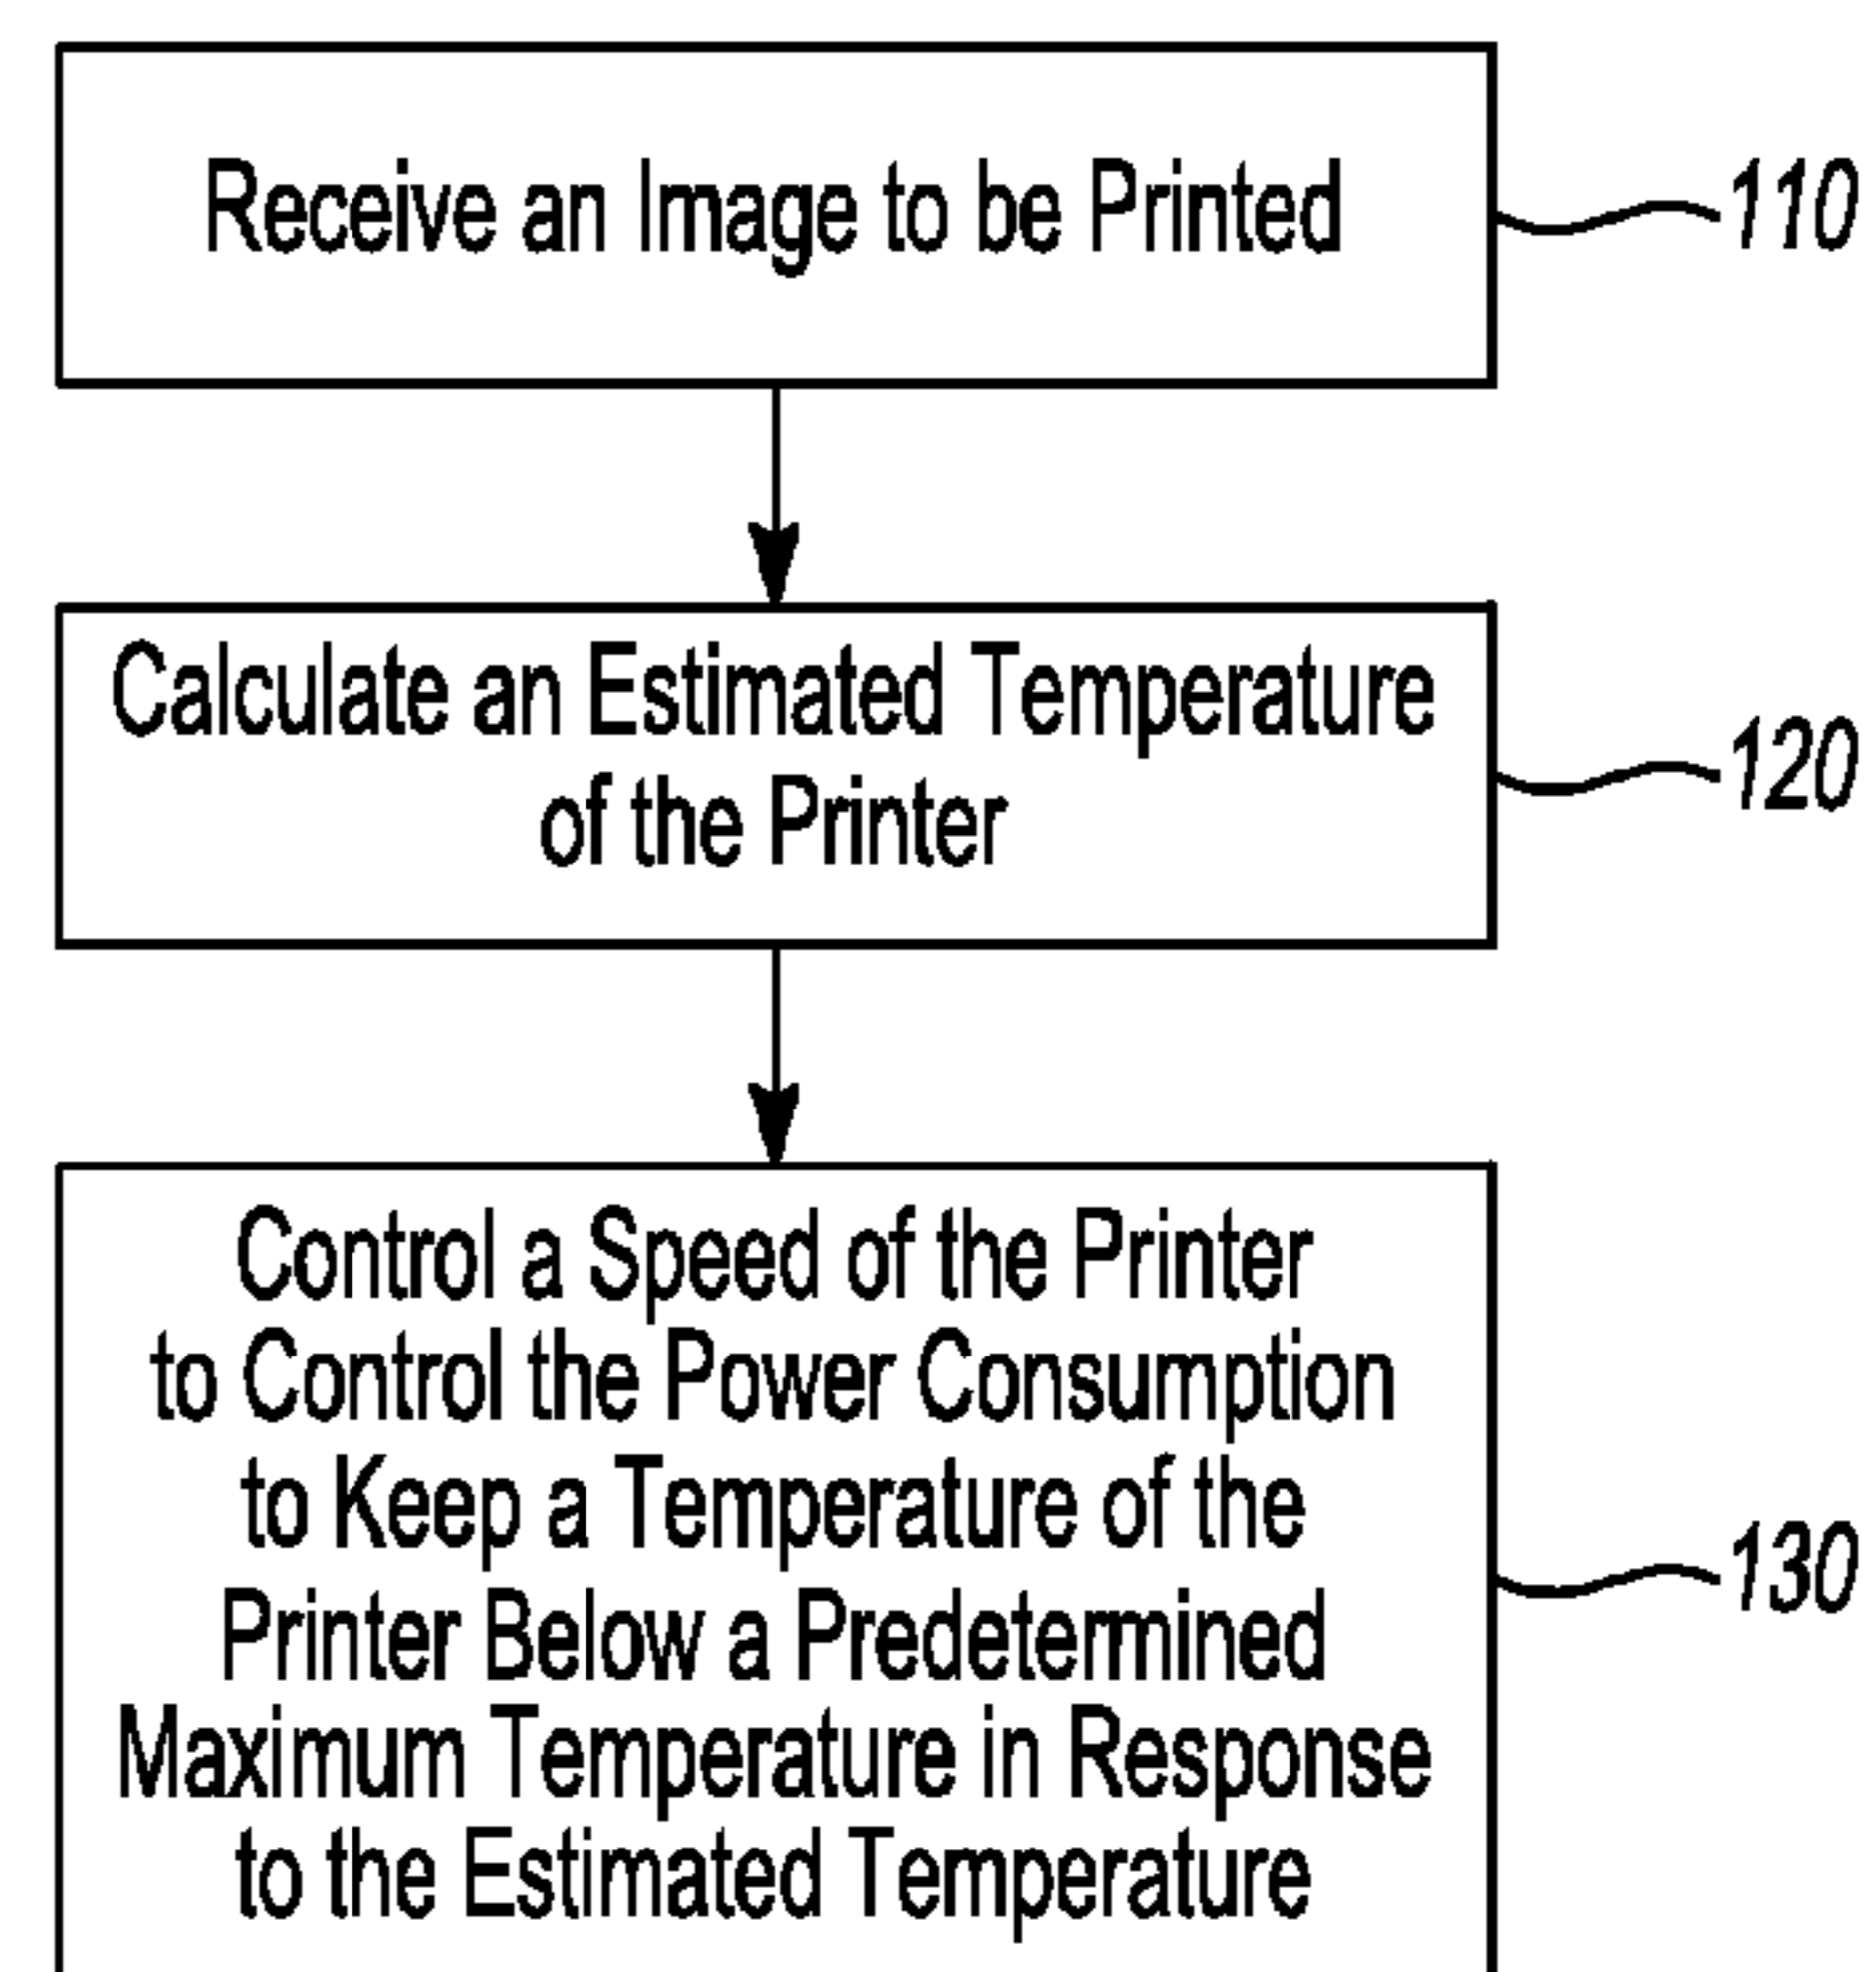 Receive an Image to be Printed
110
Calculate an Estimated Temperature
of the Printer
120
Control a Speed of the Printer
to Control the Power Consumption
to Keep a Temperature of the
Printer Below a Predetermined
Maximum Temperature in Response
to the Estimated Temperature
130